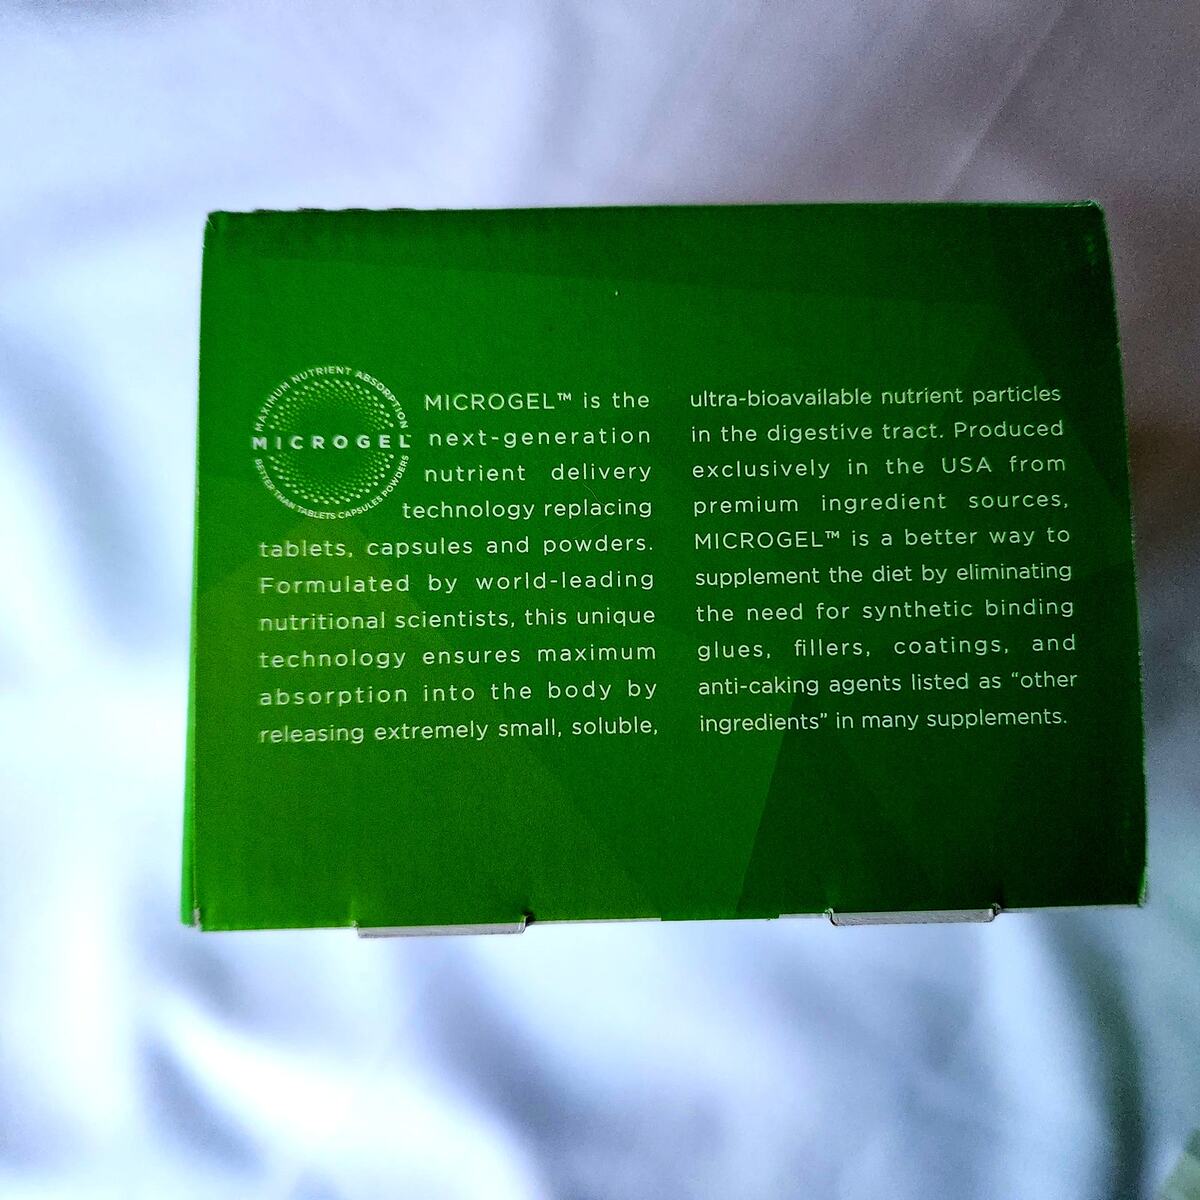 MAXIMUM NUTRIENT ABSORPTION
MICROGEL
BETTER THAN TABLETS CAPSULES POWDERS
MICROGEL™ is the
next-generation
nutrient delivery
technology replacing
tablets, capsules and powders.
Formulated by world-leading
nutritional scientists, this unique
technology ensures maximum
absorption into the body by
releasing extremely small, soluble,
ultra-bioavailable nutrient particles
in the digestive tract. Produced
exclusively in the USA from
premium ingredient sources,
MICROGEL™ is a better way to
supplement the diet by eliminating
the need for synthetic binding
glues, fillers, coatings, and
anti-caking agents listed as “other
ingredients” in many supplements.